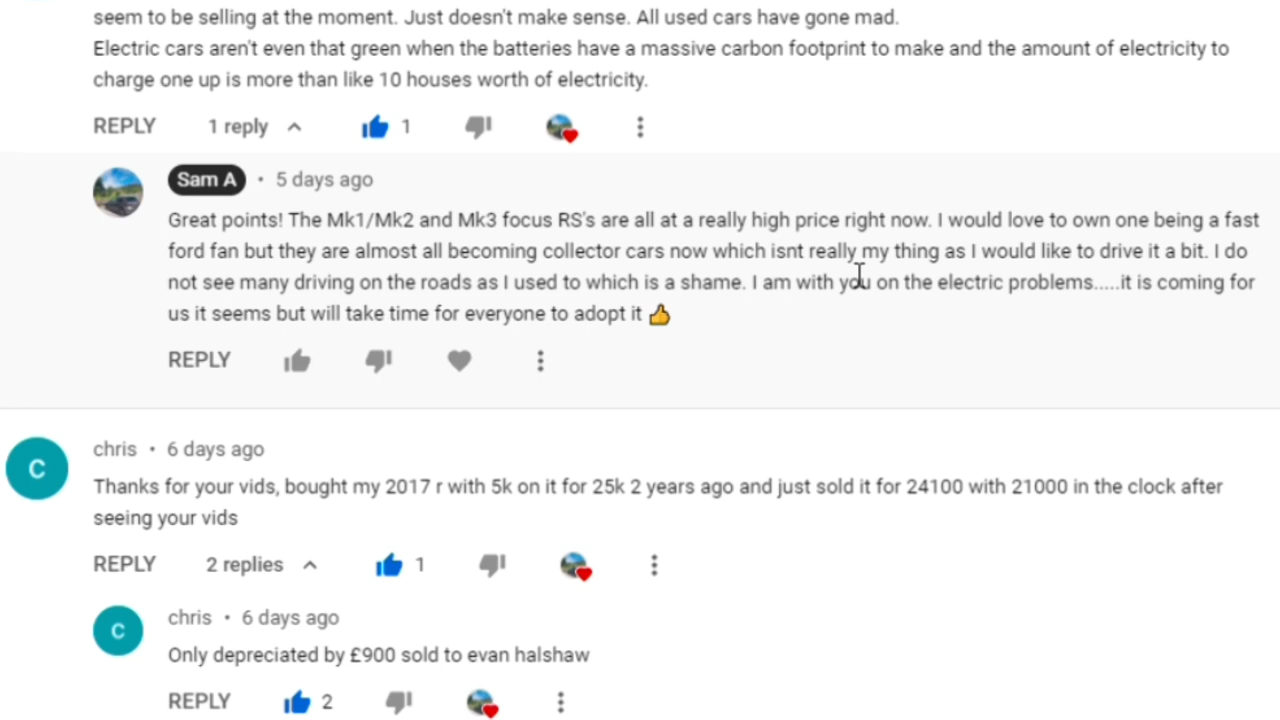 seem to be selling at the moment. Just doesn't make sense. All used cars have gone mad.
Electric cars aren't even that green when the batteries have a massive carbon footprint to make and the amount of electricity to
charge one up is more than like 10 houses worth of electricity.
REPLY 1 reply 1
Sam A • 5 days ago
Great points! The Mk1/Mk2 and Mk3 focus RS's are all at a really high price right now. I would love to own one being a fast
ford fan but they are almost all becoming collector cars now which isnt really my thing as I would like to drive it a bit. I do
not see many driving on the roads as I used to which is a shame. I am with you on the electric problems.....it is coming for
us it seems but will take time for everyone to adopt it 👍
REPLY
C
chris • 6 days ago
Thanks for your vids, bought my 2017 r with 5k on it for 25k 2 years ago and just sold it for 24100 with 21000 in the clock after
seeing your vids
REPLY 2 replies 1
C
chris • 6 days ago
Only depreciated by £900 sold to evan halshaw
REPLY 2